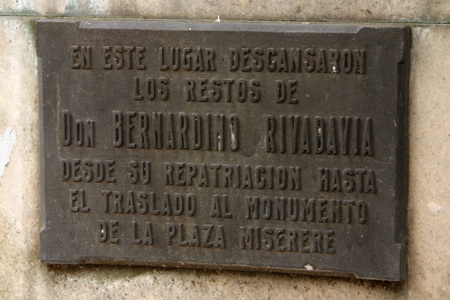 EN ESTE LUGAR DESCANSARON
LOS RESTOS DE
DON BERNARDINO RIVADAVIA
DESDE SU REPATRIACION HASTA
EL TRASLADO AL MONUMENTO
DE LA PLAZA MISERERE